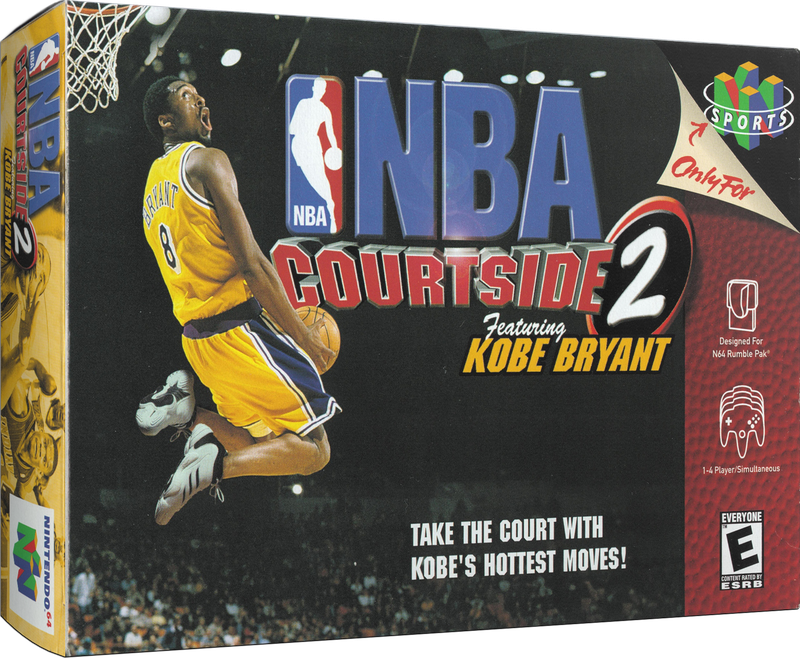 NBA
COURTSIDE 2
KOBE BRYANT
NINTENDO 64
BRYANT
8
NBA
NBA
COURTSIDE 2
Featuring
KOBE BRYANT
TAKE THE COURT WITH
KOBE'S HOTTEST MOVES!
SPORTS
Only For
Designed For
N64 Rumble Pak®
1-4 Player/Simultaneous
EVERYONE
E
CONTENT RATED BY
ESRB